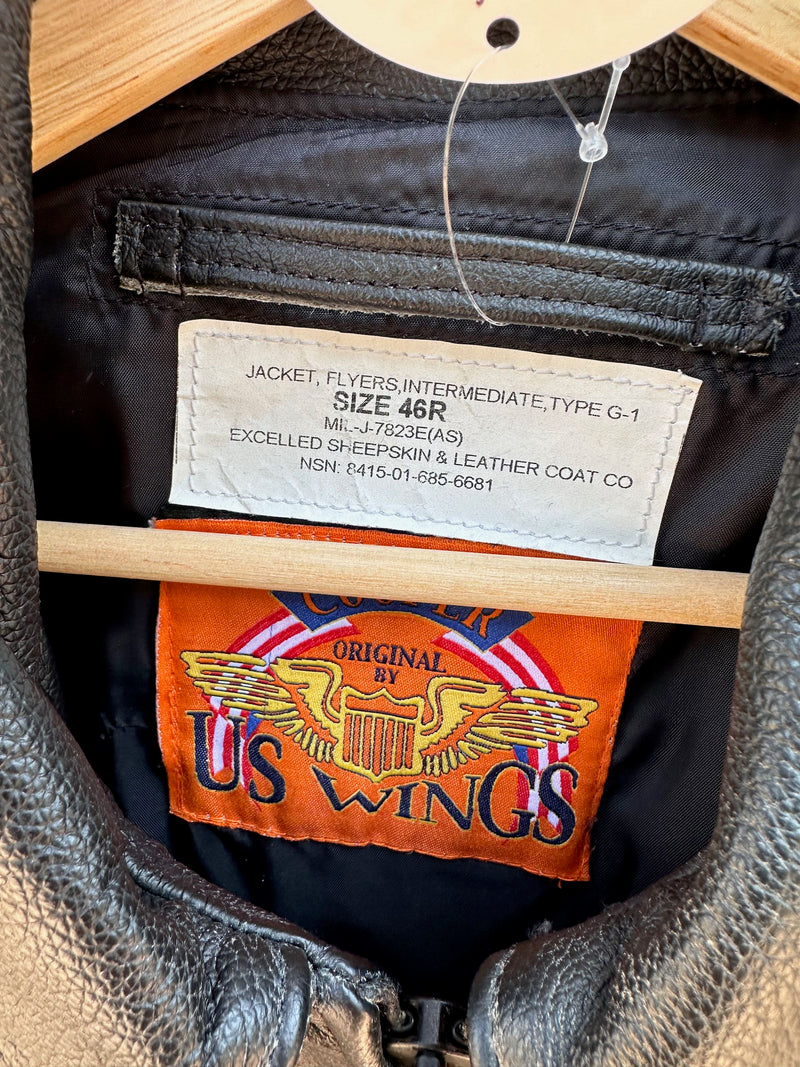 JACKET, FLYERS,INTERMEDIATE,TYPE G-1
SIZE 46R
MIL-J-7823E(AS)
EXCELLED SHEEPSKIN & LEATHER COAT CO
NSN: 8415-01-685-6681
COOPER
ORIGINAL
BY
US WINGS